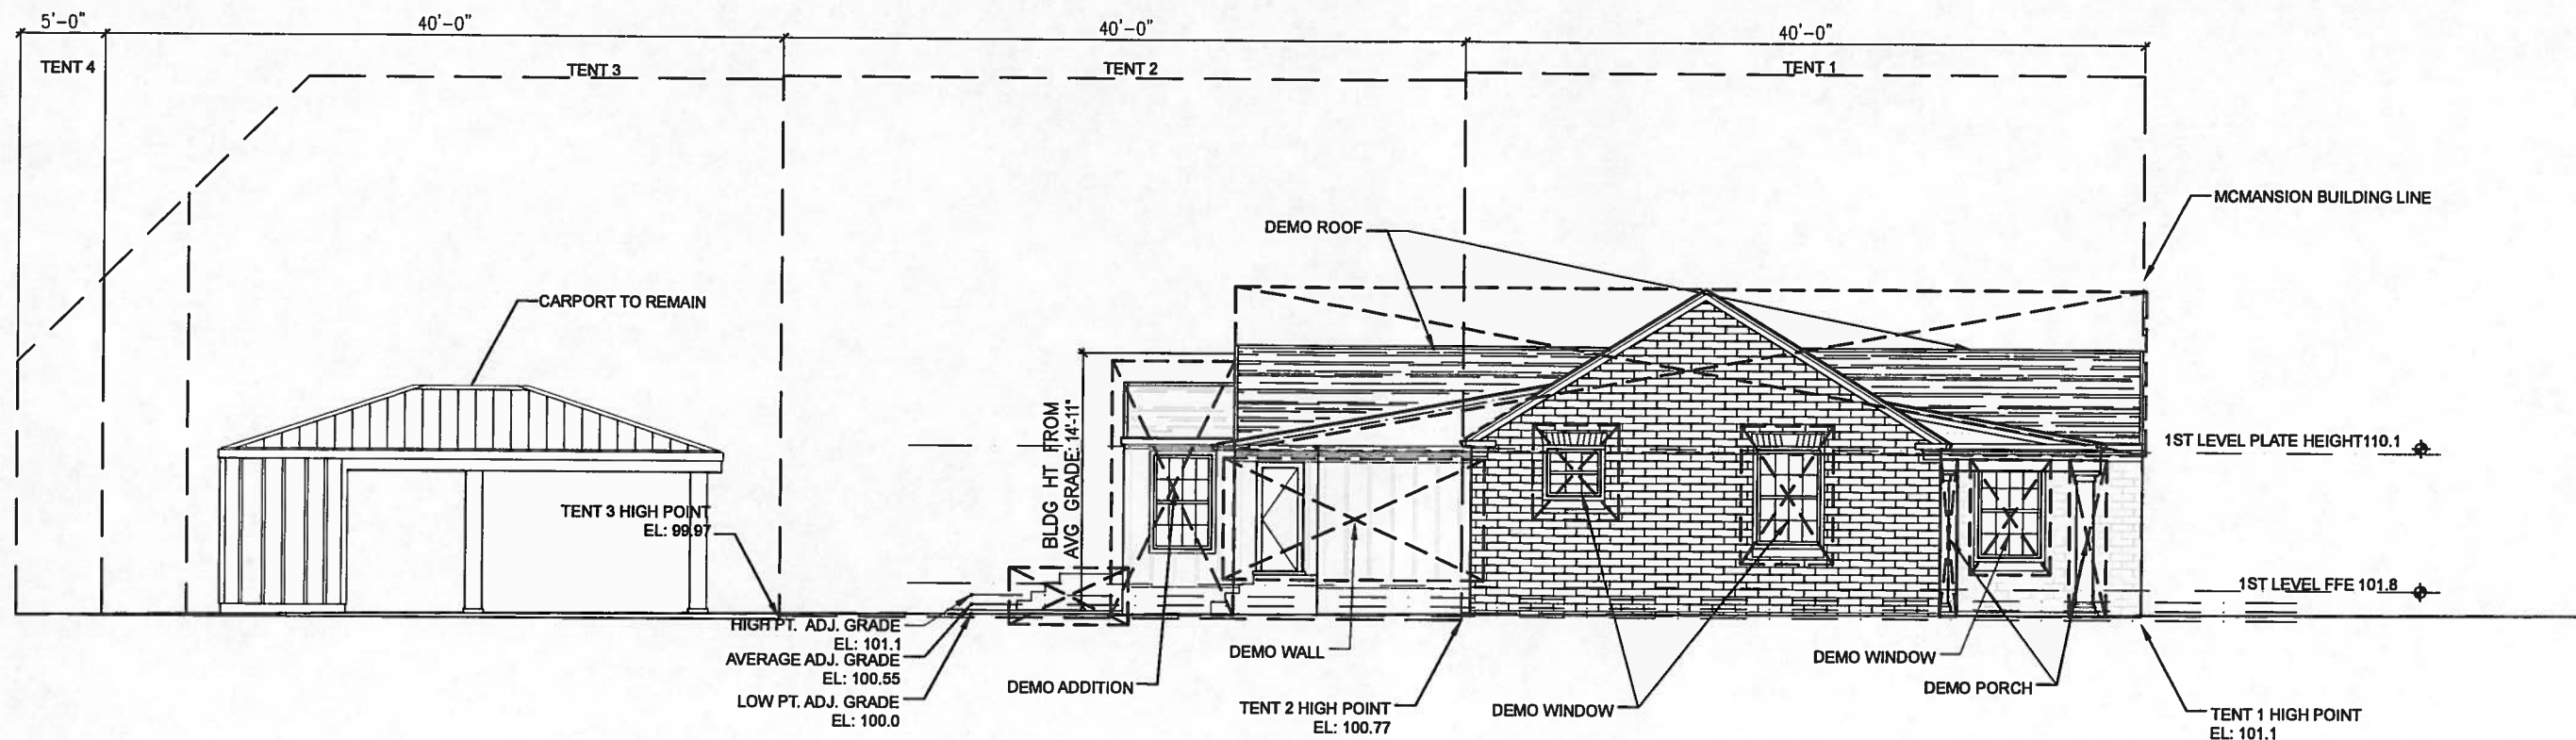 5'-0"
40'-0"
40'-0"
40'-0"
TENT 4
TENT 3
TENT 2
TENT 1
MCMANSION BUILDING LINE
DEMO ROOF
CARPORT TO REMAIN
BLDG HT FROM
AVG GRADE: 14'-11"
1ST LEVEL PLATE HEIGHT110.1
TENT 3 HIGH POINT
EL: 99.97
1ST LEVEL FFE 101.8
HIGH PT. ADJ. GRADE
EL: 101.1
AVERAGE ADJ. GRADE
EL: 100.55
LOW PT. ADJ. GRADE
EL: 100.0
DEMO ADDITION
DEMO WALL
TENT 2 HIGH POINT
EL: 100.77
DEMO WINDOW
DEMO WINDOW
DEMO PORCH
TENT 1 HIGH POINT
EL: 101.1